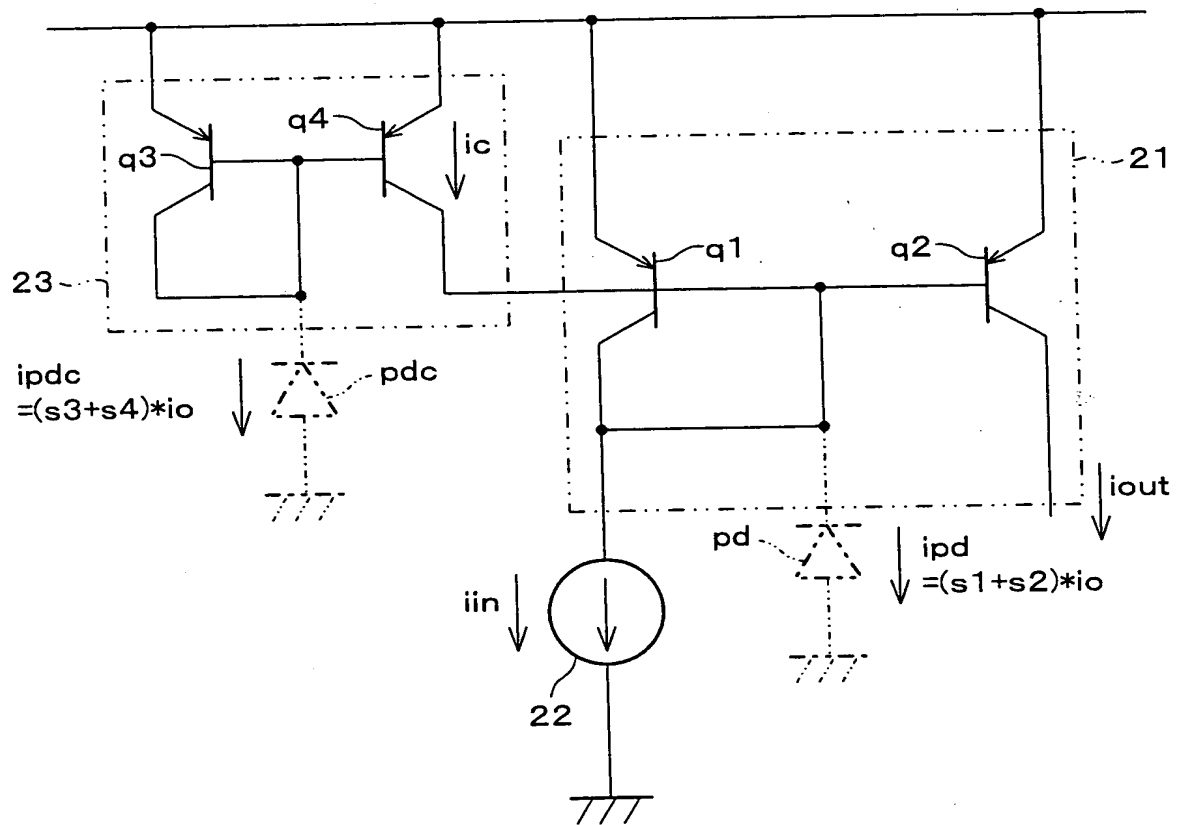 q4
ic
q3
21
q1
q2
23
ipdc
=(s3+s4)*io
pdc
iout
pd
ipd
=(s1+s2)*io
iin
22